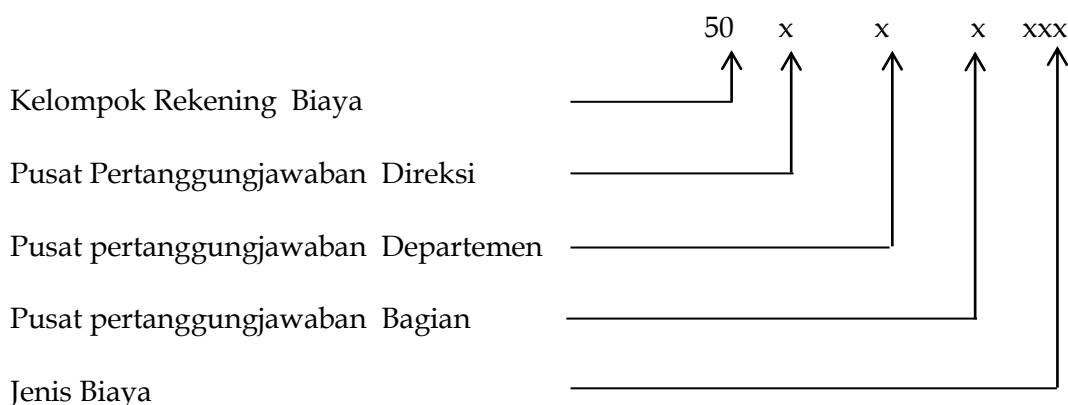 50 x x x xxx
Kelompok Rekening Biaya
Pusat Pertanggungjawaban Direksi
Pusat pertanggungjawaban Departemen
Pusat pertanggungjawaban Bagian
Jenis Biaya